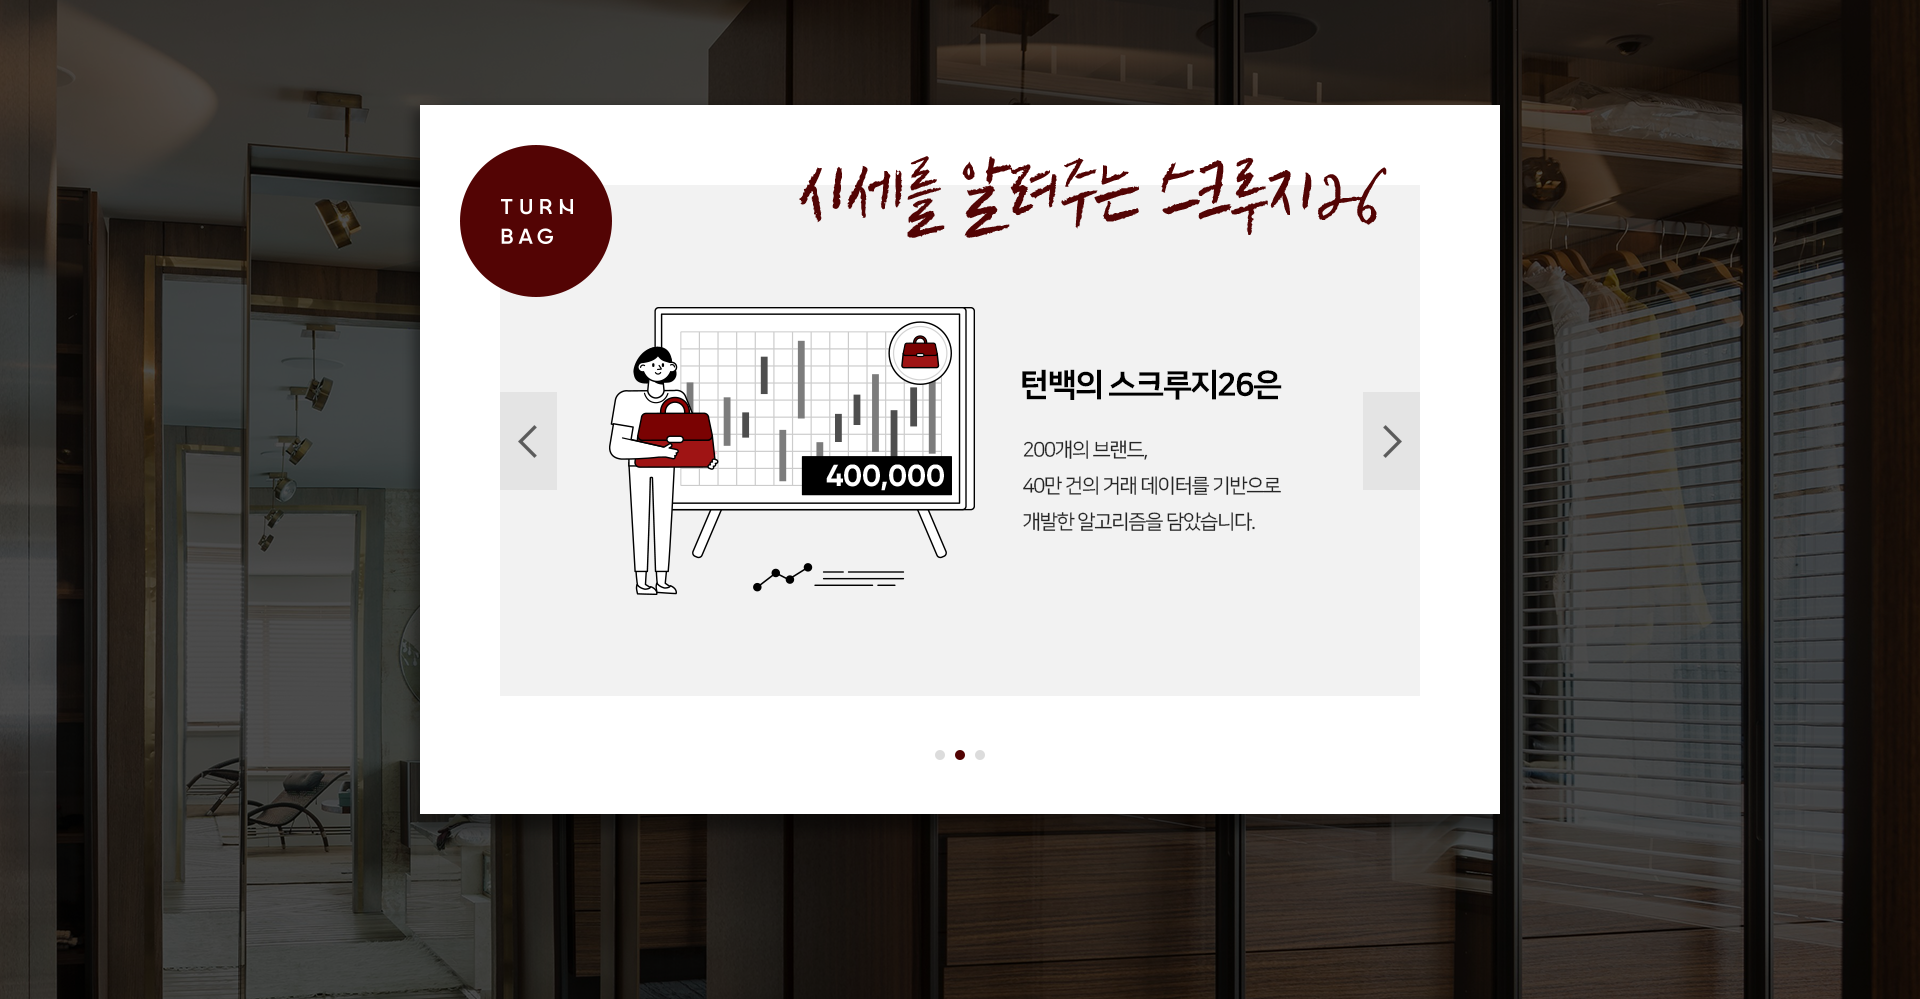 TURN
BAG
시세를 알려주는 스크루지26
400,000
턴백의 스크루지26은
200개의 브랜드,
40만 건의 거래 데이터를 기반으로
개발한 알고리즘을 담았습니다.